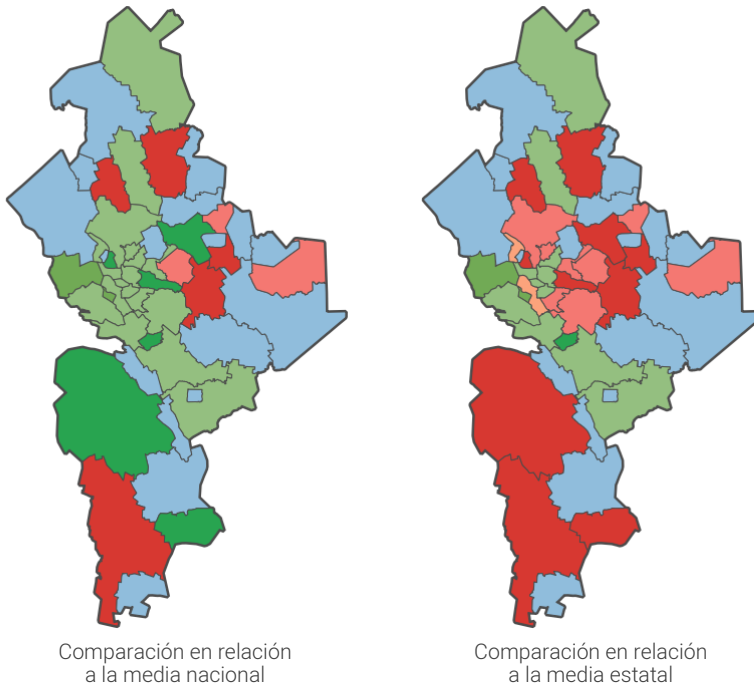 Comparación en relación
a la media nacional
Comparación en relación
a la media estatal